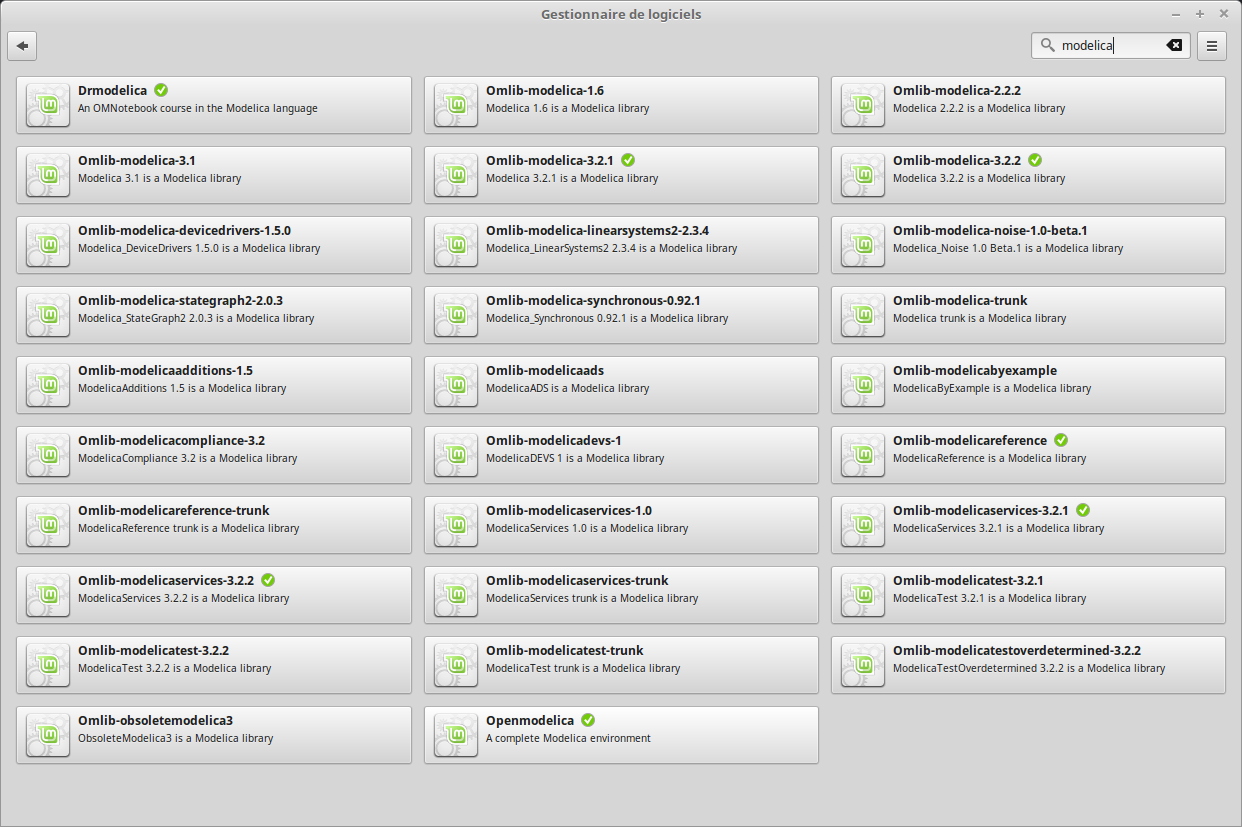 Gestionnaire de logiciels
modelica
Drmodelica
An OMNotebook course in the Modelica language
Omlib-modelica-1.6
Modelica 1.6 is a Modelica library
Omlib-modelica-2.2.2
Modelica 2.2.2 is a Modelica library
Omlib-modelica-3.1
Modelica 3.1 is a Modelica library
Omlib-modelica-3.2.1
Modelica 3.2.1 is a Modelica library
Omlib-modelica-3.2.2
Modelica 3.2.2 is a Modelica library
Omlib-modelica-devicedrivers-1.5.0
Modelica_DeviceDrivers 1.5.0 is a Modelica library
Omlib-modelica-linearsystems2-2.3.4
Modelica_LinearSystems2 2.3.4 is a Modelica library
Omlib-modelica-noise-1.0-beta.1
Modelica_Noise 1.0 Beta.1 is a Modelica library
Omlib-modelica-stategraph2-2.0.3
Modelica_StateGraph2 2.0.3 is a Modelica library
Omlib-modelica-synchronous-0.92.1
Modelica_Synchronous 0.92.1 is a Modelica library
Omlib-modelica-trunk
Modelica trunk is a Modelica library
Omlib-modelicaadditions-1.5
ModelicaAdditions 1.5 is a Modelica library
Omlib-modelicaads
ModelicaADS is a Modelica library
Omlib-modelicabyexample
ModelicaByExample is a Modelica library
Omlib-modelicacompliance-3.2
ModelicaCompliance 3.2 is a Modelica library
Omlib-modelicadevs-1
ModelicaDEVS 1 is a Modelica library
Omlib-modelicareference
ModelicaReference is a Modelica library
Omlib-modelicareference-trunk
ModelicaReference trunk is a Modelica library
Omlib-modelicaservices-1.0
ModelicaServices 1.0 is a Modelica library
Omlib-modelicaservices-3.2.1
ModelicaServices 3.2.1 is a Modelica library
Omlib-modelicaservices-3.2.2
ModelicaServices 3.2.2 is a Modelica library
Omlib-modelicaservices-trunk
ModelicaServices trunk is a Modelica library
Omlib-modelicatest-3.2.1
ModelicaTest 3.2.1 is a Modelica library
Omlib-modelicatest-3.2.2
ModelicaTest 3.2.2 is a Modelica library
Omlib-modelicatest-trunk
ModelicaTest trunk is a Modelica library
Omlib-modelicatestoverdetermined-3.2.2
ModelicaTestOverdetermined 3.2.2 is a Modelica library
Omlib-obsoletemodelica3
ObsoleteModelica3 is a Modelica library
Openmodelica
A complete Modelica environment